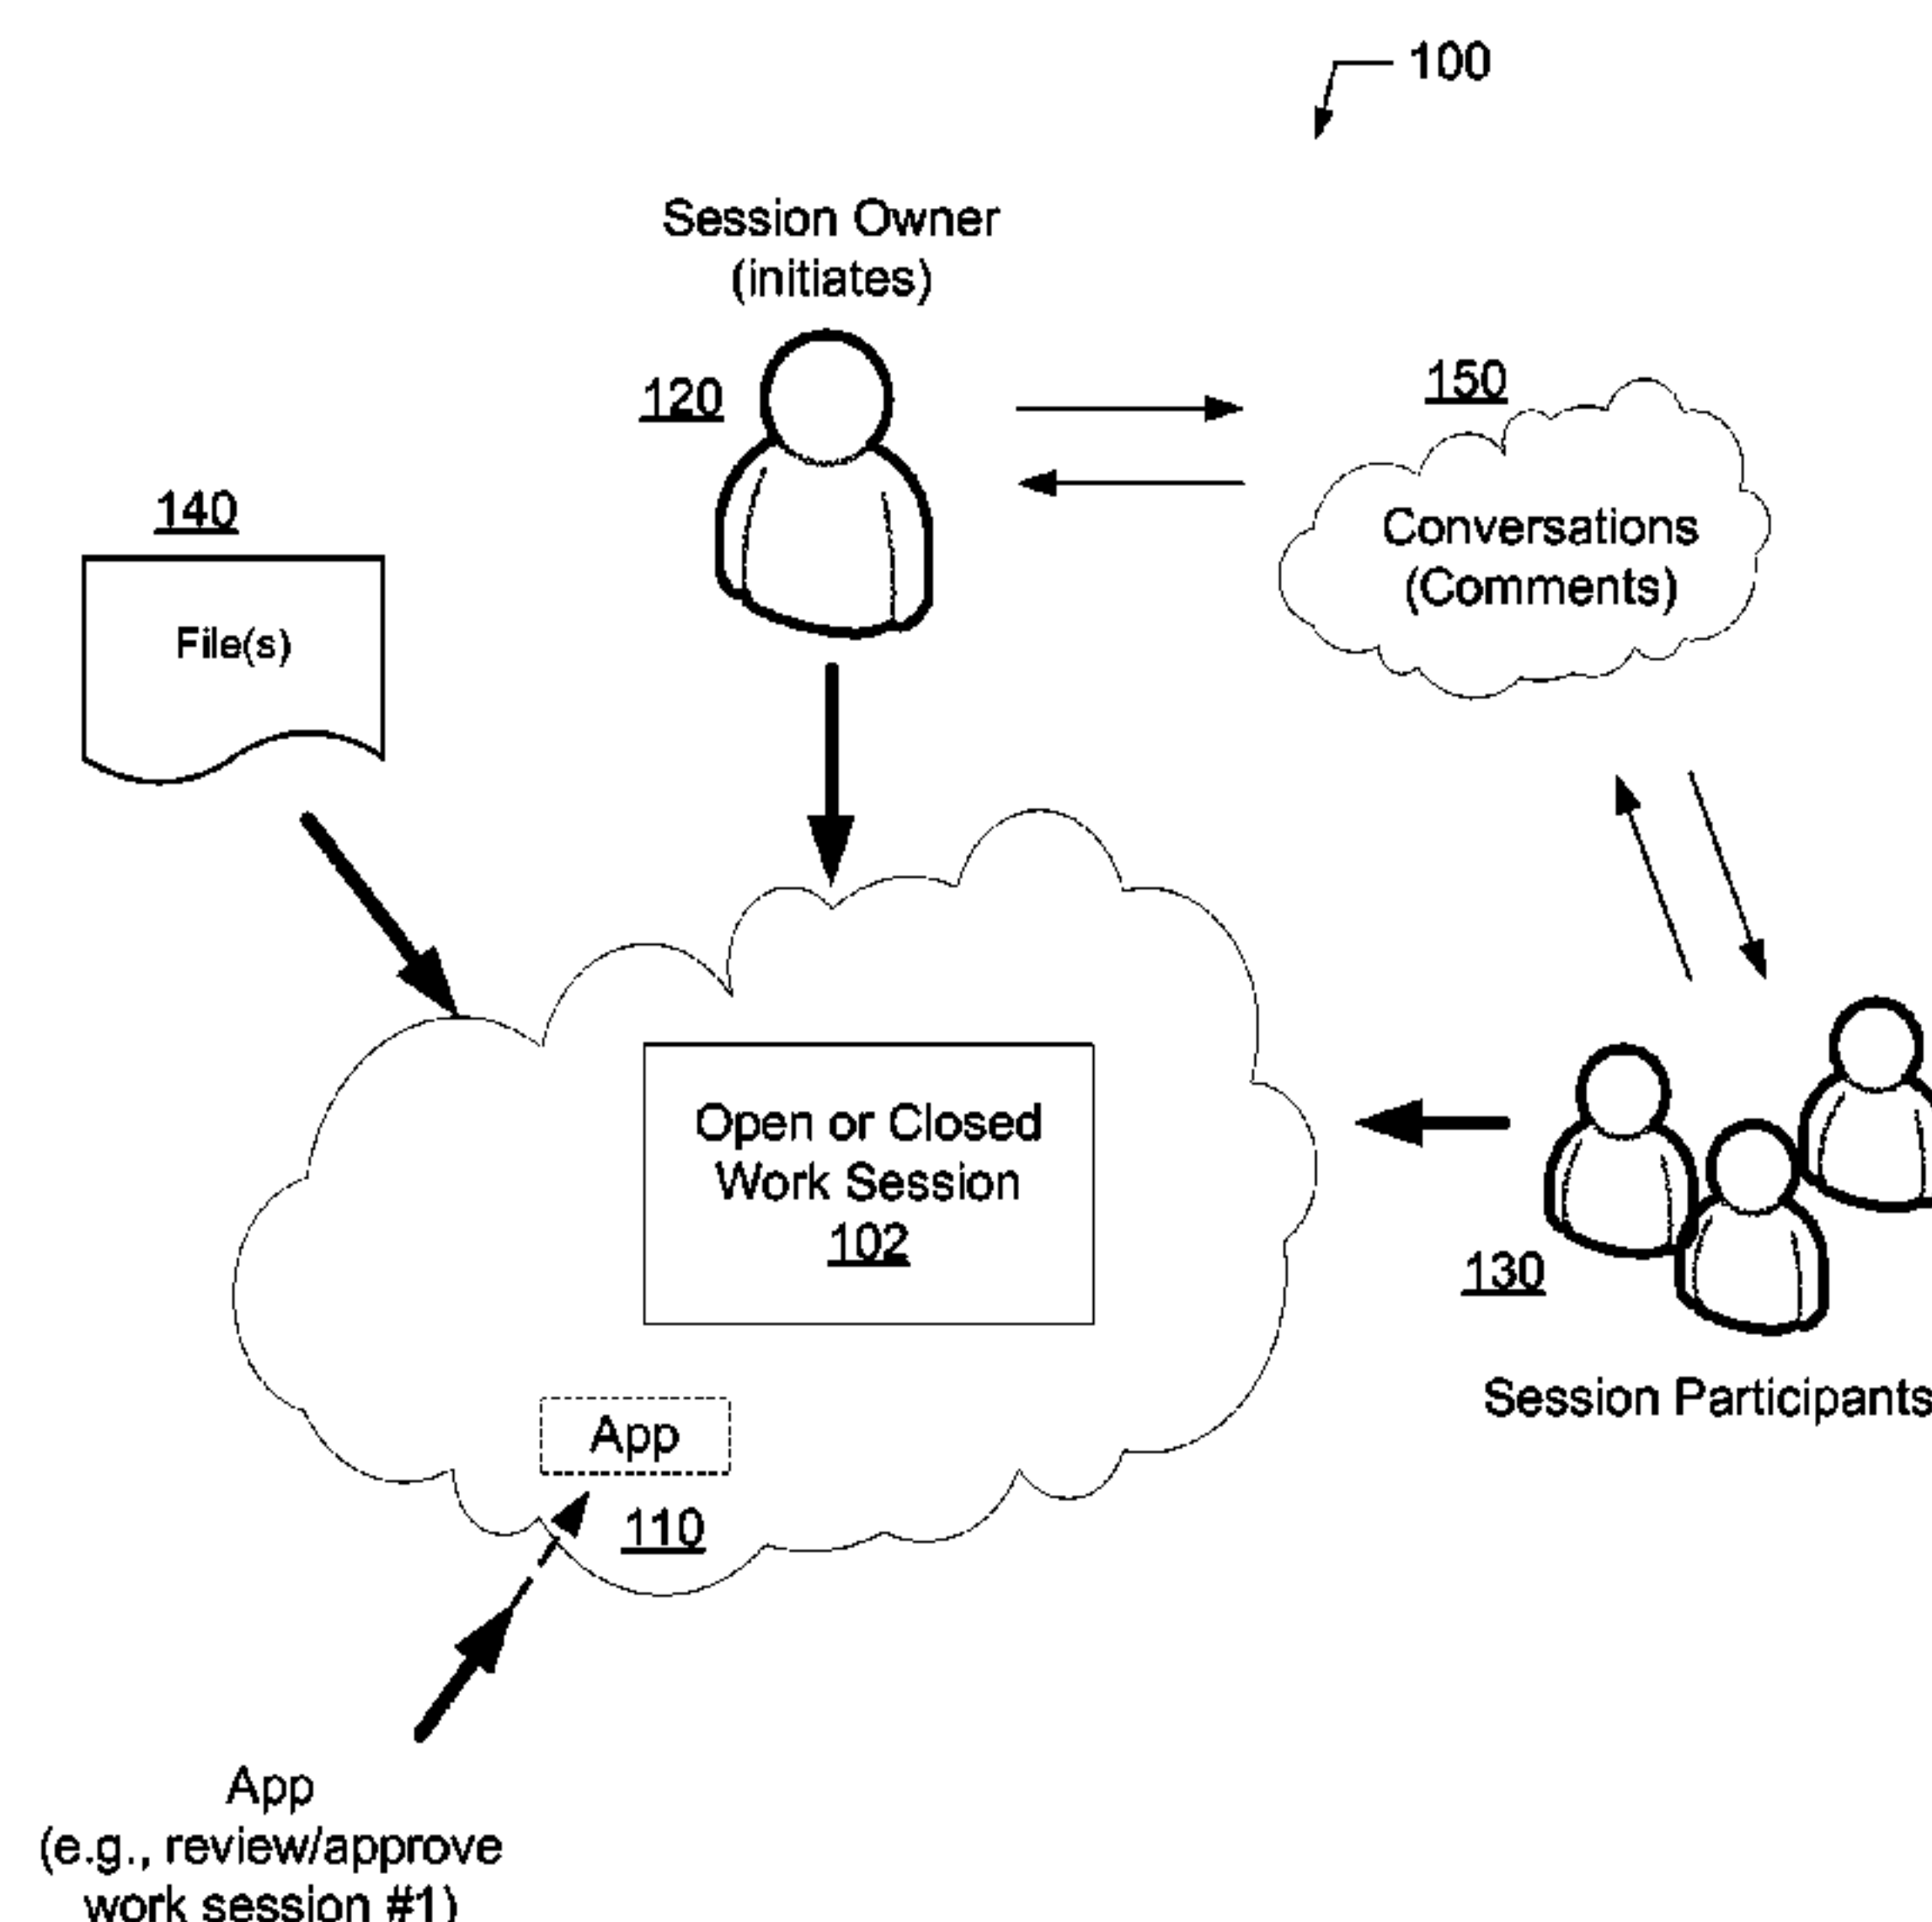 100
Session Owner
(initiates)
120
150
Conversations
(Comments)
140
File(s)
Open or Closed
Work Session
102
130
Session Participants
App
110
App
(e.g., review/approve
work session #1)